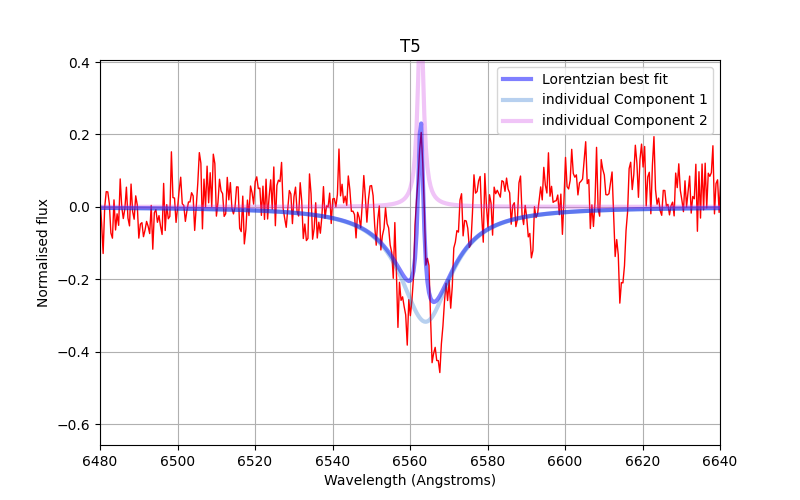 T5
Lorentzian best fit
individual Component 1
individual Component 2
Normalised flux
0.4
0.2
0.0
−0.2
−0.4
−0.6
6480 6500 6520 6540 6560 6580 6600 6620 6640
Wavelength (Angstroms)